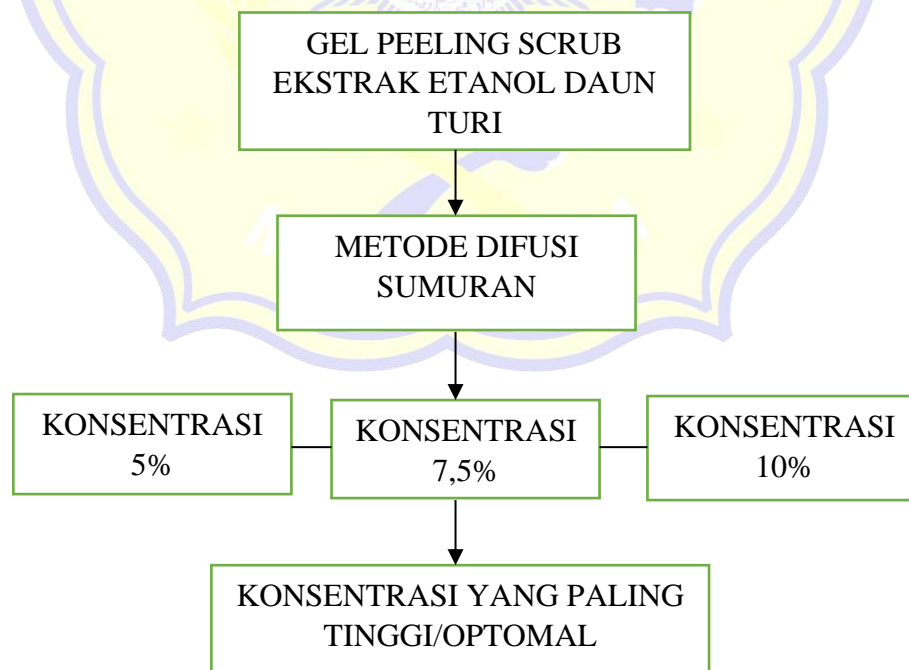 GEL PEELING SCRUB
EKSTRAK ETANOL DAUN
TURI
METODE DIFUSI
SUMURAN
KONSENTRASI
5%
KONSENTRASI
7,5%
KONSENTRASI
10%
KONSENTRASI YANG PALING
TINGGI/OPTOMAL